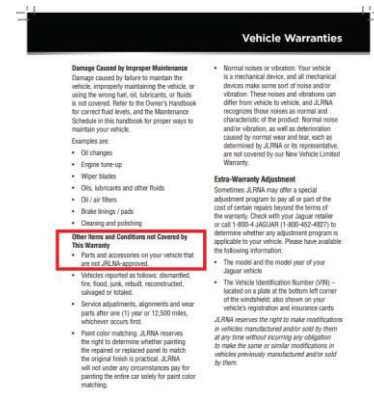 Vehicle Warranties
Damage Caused by Improper Maintenance
Damage caused by failure to maintain the
vehicle, improperly maintaining the vehicle, or
using the wrong fuel, oil, lubricants, or fluids
is not covered. Refer to the Owner's Handbook
for correct fluid levels, and the Maintenance
Schedule in this handbook for proper ways to
maintain your vehicle.
Examples are:
• Oil changes
• Engine tune-up
• Wiper blades
• Oils, lubricants and other fluids
• Oil / air filters
• Brake linings / pads
• Cleaning and polishing
Other Items and Conditions not Covered by
This Warranty
• Parts and accessories on your vehicle that
are not JRLNA-approved.
• Vehicles reported as follows: dismantled,
fire, flood, junk, rebuilt, reconstructed,
salvaged or totaled.
• Service adjustments, alignments and wear
parts after one (1) year or 12,500 miles,
whichever occurs first.
• Paint color matching. JLRNA reserves
the right to determine whether painting
the repaired or replaced panel to match
the original finish is practical. JLRNA
will not under any circumstances pay for
painting the entire car solely for paint color
matching.
• Normal noises or vibration. Your vehicle
is a mechanical device, and all mechanical
devices make some sort of noise and/or
vibration. These noises and vibrations can
differ from vehicle to vehicle, and JLRNA
recognizes those noises as normal and
characteristic of the product. Normal noise
and/or vibration, as well as deterioration
caused by normal wear and tear, each as
determined by JLRNA or its representative,
are not covered by our New Vehicle Limited
Warranty.
Extra-Warranty Adjustment
Sometimes JLRNA may offer a special
adjustment program to pay all or part of the
cost of certain repairs beyond the terms of
the warranty. Check with your Jaguar retailer
or call 1-800-4 JAGUAR (1-800-452-4827) to
determine whether any adjustment program is
applicable to your vehicle. Please have available
the following information:
• The model and the model year of your
Jaguar vehicle
• The Vehicle Identification Number (VIN) –
located on a plate at the bottom left corner
of the windshield; also shown on your
vehicle's registration and insurance cards
JLRNA reserves the right to make modifications
in vehicles manufactured and/or sold by them
at any time without incurring any obligation
to make the same or similar modifications in
vehicles previously manufactured and/or sold
by them.